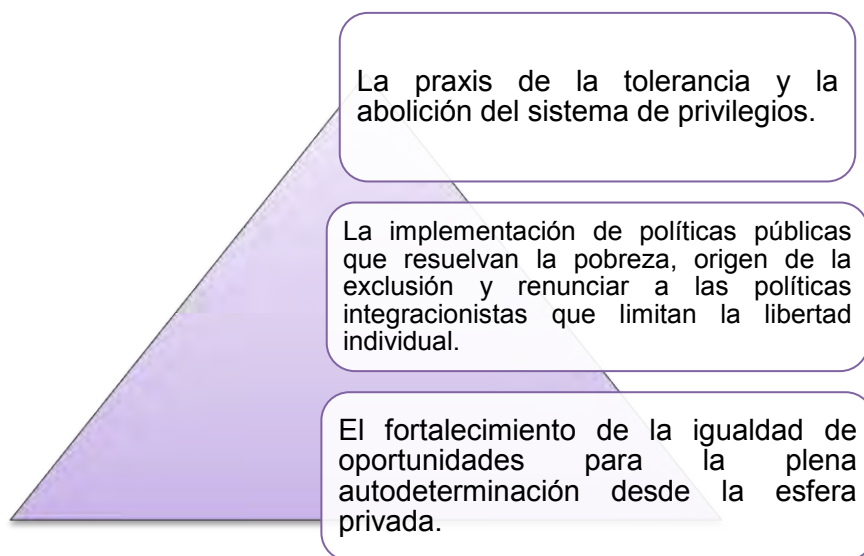 La praxis de la tolerancia y la
abolición del sistema de privilegios.
La implementación de políticas públicas
que resuelvan la pobreza, origen de la
exclusión y renunciar a las políticas
integracionistas que limitan la libertad
individual.
El fortalecimiento de la igualdad de
oportunidades para la plena
autodeterminación desde la esfera
privada.